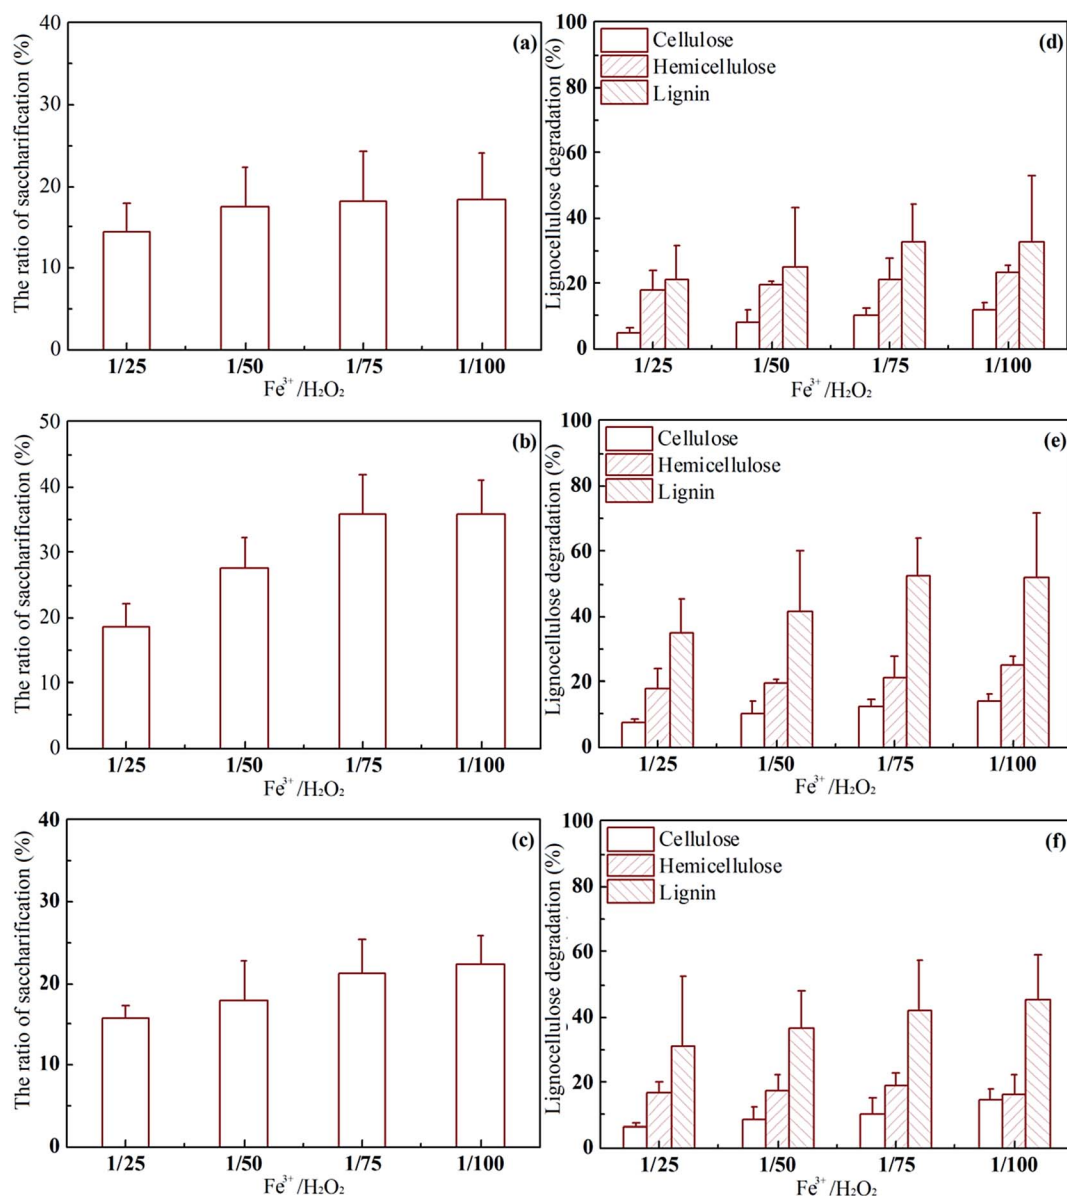 The ratio of saccharification (%)
40
30
20
10
0
(a)
1/25 1/50 1/75 1/100
Fe³⁺/H₂O₂
Lignocellulose degradation (%)
100
80
60
40
20
0
Cellulose
Hemicellulose
Lignin
(d)
1/25 1/50 1/75 1/100
Fe³⁺/H₂O₂
The ratio of saccharification (%)
50
40
30
20
10
0
(b)
1/25 1/50 1/75 1/100
Fe³⁺/H₂O₂
Lignocellulose degradation (%)
100
80
60
40
20
0
Cellulose
Hemicellulose
Lignin
(e)
1/25 1/50 1/75 1/100
Fe³⁺/H₂O₂
The ratio of saccharification (%)
40
30
20
10
0
(c)
1/25 1/50 1/75 1/100
Fe³⁺/H₂O₂
Lignocellulose degradation (%)
100
80
60
40
20
0
Cellulose
Hemicellulose
Lignin
(f)
1/25 1/50 1/75 1/100
Fe³⁺/H₂O₂